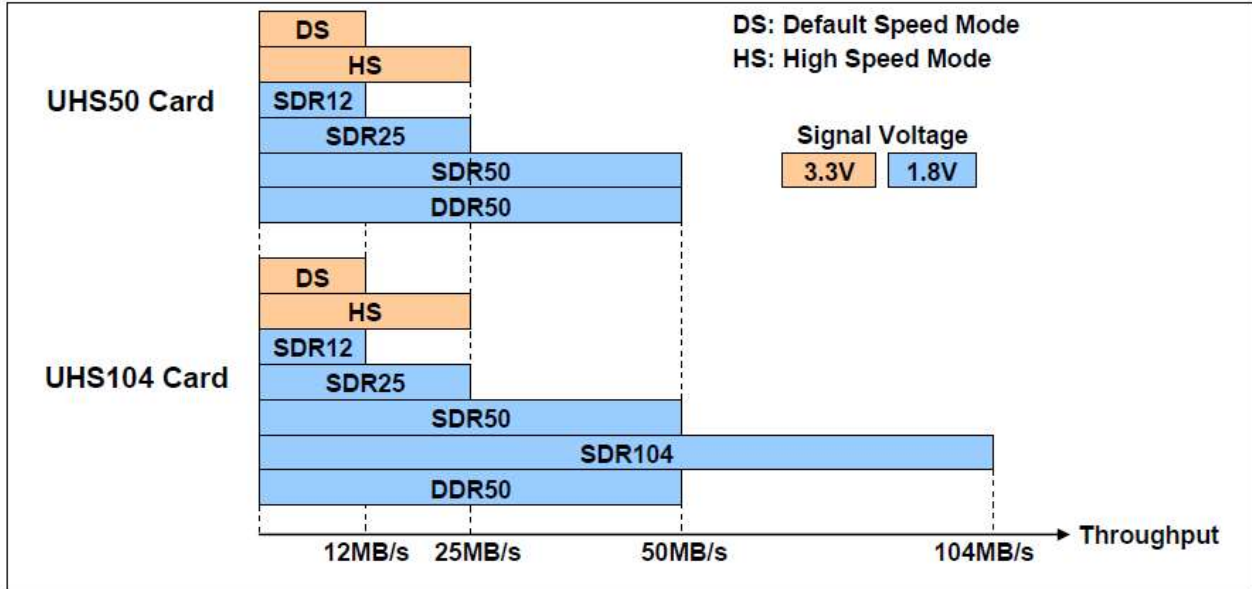 DS: Default Speed Mode
HS: High Speed Mode
Signal Voltage
3.3V 1.8V
UHS50 Card
DS
HS
SDR12
SDR25
SDR50
DDR50
UHS104 Card
DS
HS
SDR12
SDR25
SDR50
SDR104
DDR50
12MB/s 25MB/s 50MB/s 104MB/s
Throughput